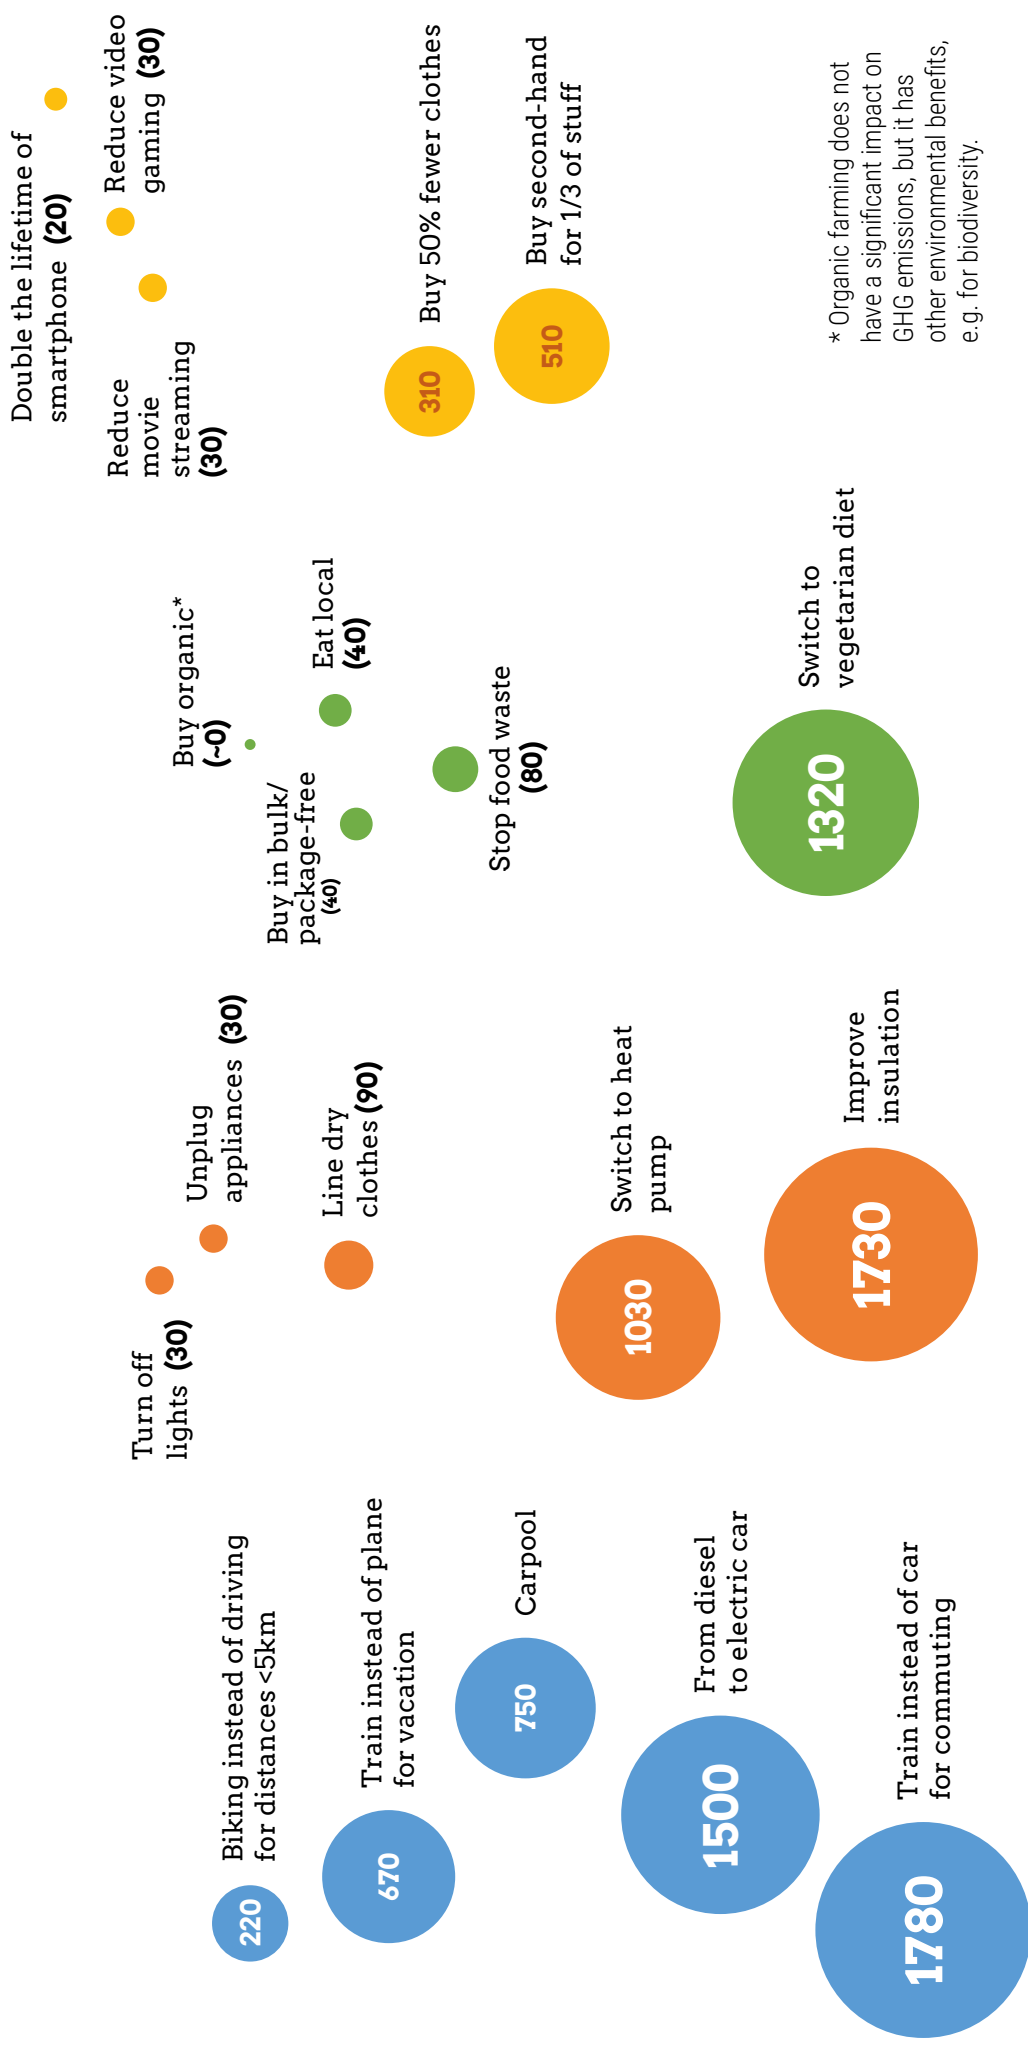 220
Biking instead of driving
for distances <5km
670
Train instead of plane
for vacation
750
Carpool
1500
From diesel
to electric car
1780
Train instead of car
for commuting
Turn off
lights (30)
Unplug
appliances (30)
Line dry
clothes (90)
1030
Switch to heat
pump
1730
Improve
insulation
Buy organic*
(~0)
Buy in bulk/
package-free
(40)
Eat local
(40)
Stop food waste
(80)
1320
Switch to
vegetarian diet
Double the lifetime of
smartphone (20)
Reduce video
gaming (30)
Reduce
movie
streaming
(30)
310
Buy 50% fewer clothes
510
Buy second-hand
for 1/3 of stuff
* Organic farming does not
have a significant impact on
GHG emissions, but it has
other environmental benefits,
e.g. for biodiversity.